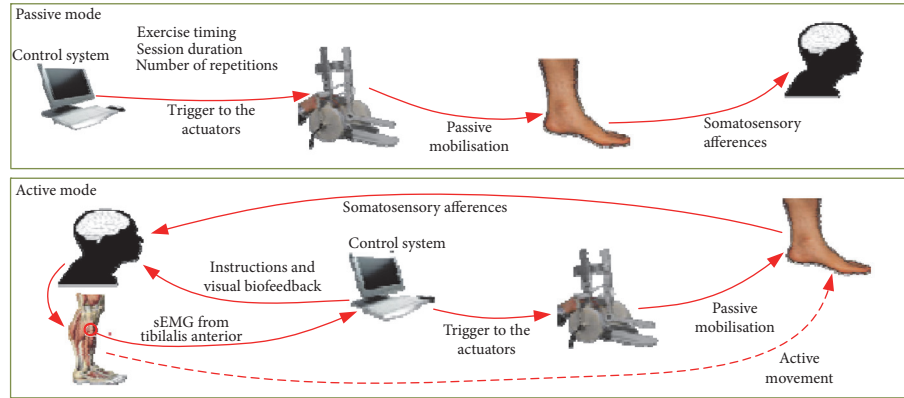 Passive mode
Control system
Exercise timing
Session duration
Number of repetitions
Trigger to the
actuators
Passive
mobilisation
Somatosensory
afferences
Active mode
Somatosensory afferences
Control system
Instructions and
visual biofeedback
sEMG from
tibilalis anterior
Trigger to the
actuators
Passive
mobilisation
Active
movement